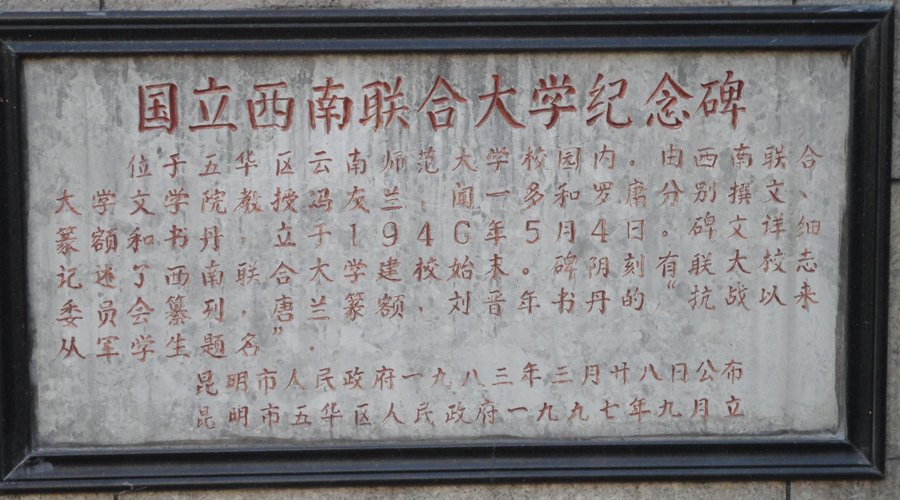 国立西南联合大学纪念碑
位于五华区云南师范大学校园内。由西南联合
大学文学院教授冯友兰、闻一多和罗庸分别撰文、
篆额和书丹，立于1946年5月4日。碑文详细
记述了西南联合大学建校始末。碑阴刻有联大校志
委员会纂列，唐兰篆额，刘晋年书丹的“抗战以来
从军学生题名”．
昆明市人民政府一九八三年三月廿八日公布
昆明市五华区人民政府一九九七年九月立